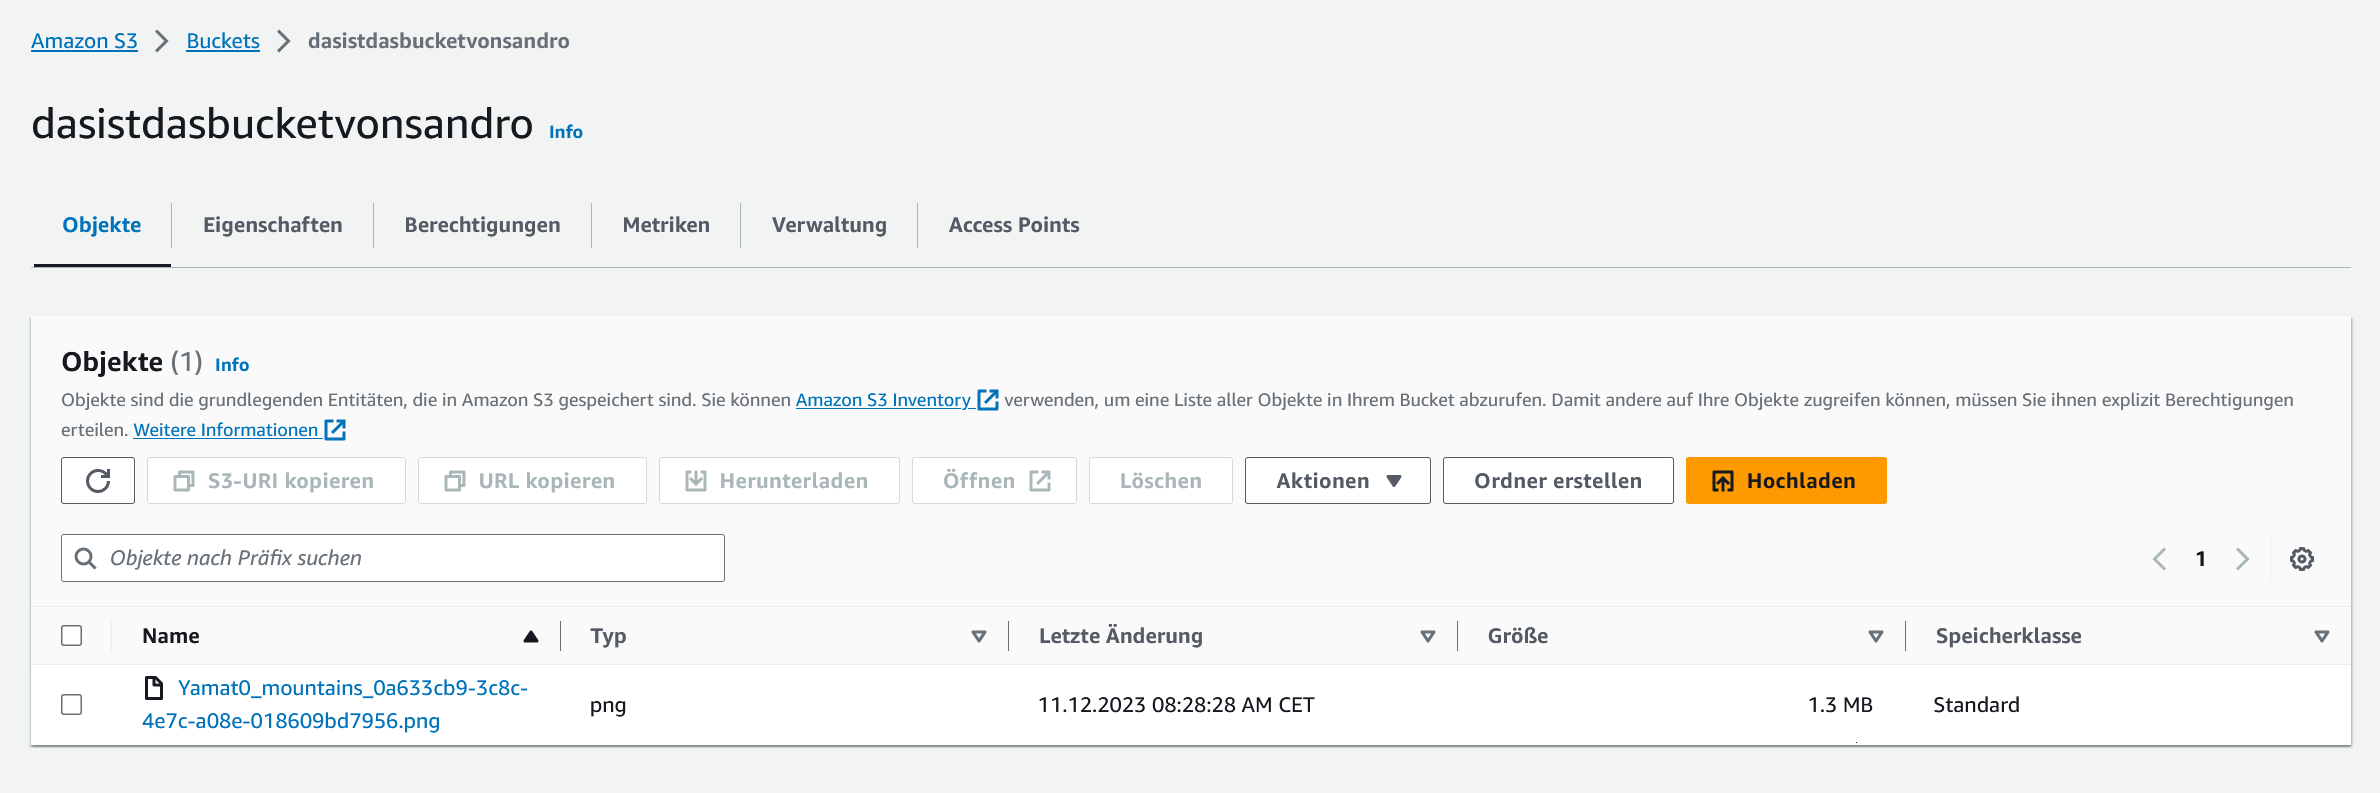 Amazon S3 > Buckets > dasistdasbucketvonsandro
dasistdasbucketvonsandro Info
Objekte Eigenschaften Berechtigungen Metriken Verwaltung Access Points
Objekte (1) Info
Objekte sind die grundlegenden Entitäten, die in Amazon S3 gespeichert sind. Sie können Amazon S3 Inventory verwenden, um eine Liste aller Objekte in Ihrem Bucket abzurufen. Damit andere auf Ihre Objekte zugreifen können, müssen Sie ihnen explizit Berechtigungen
erteilen. Weitere Informationen
S3-URI kopieren URL kopieren Herunterladen Öffnen Löschen Aktionen Ordner erstellen Hochladen
Objekte nach Präfix suchen 1
Name Typ Letzte Änderung Größe Speicherklasse
Yamat0_mountains_0a633cb9-3c8c-
4e7c-a08e-018609bd7956.png png 11.12.2023 08:28:28 AM CET 1.3 MB Standard